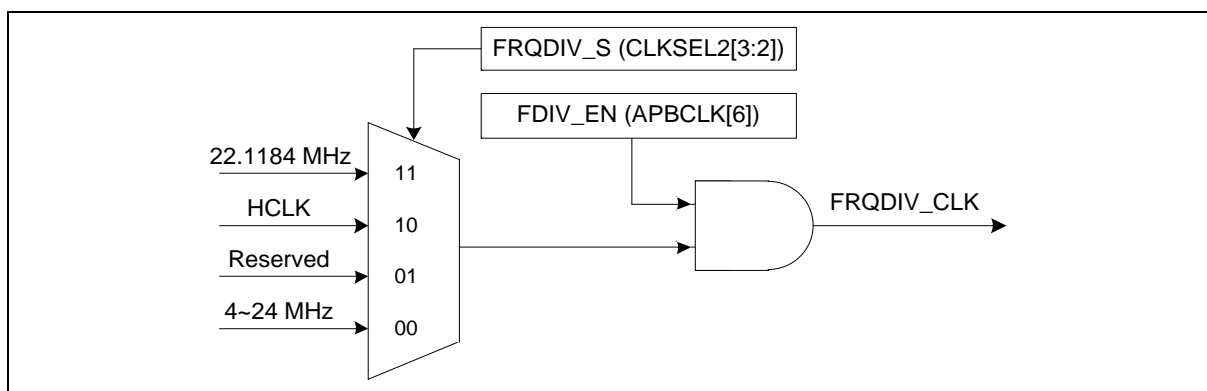 FRQDIV_S (CLKSEL2[3:2])
FDIV_EN (APBCLK[6])
22.1184 MHz
11
HCLK
10
Reserved
01
4~24 MHz
00
FRQDIV_CLK